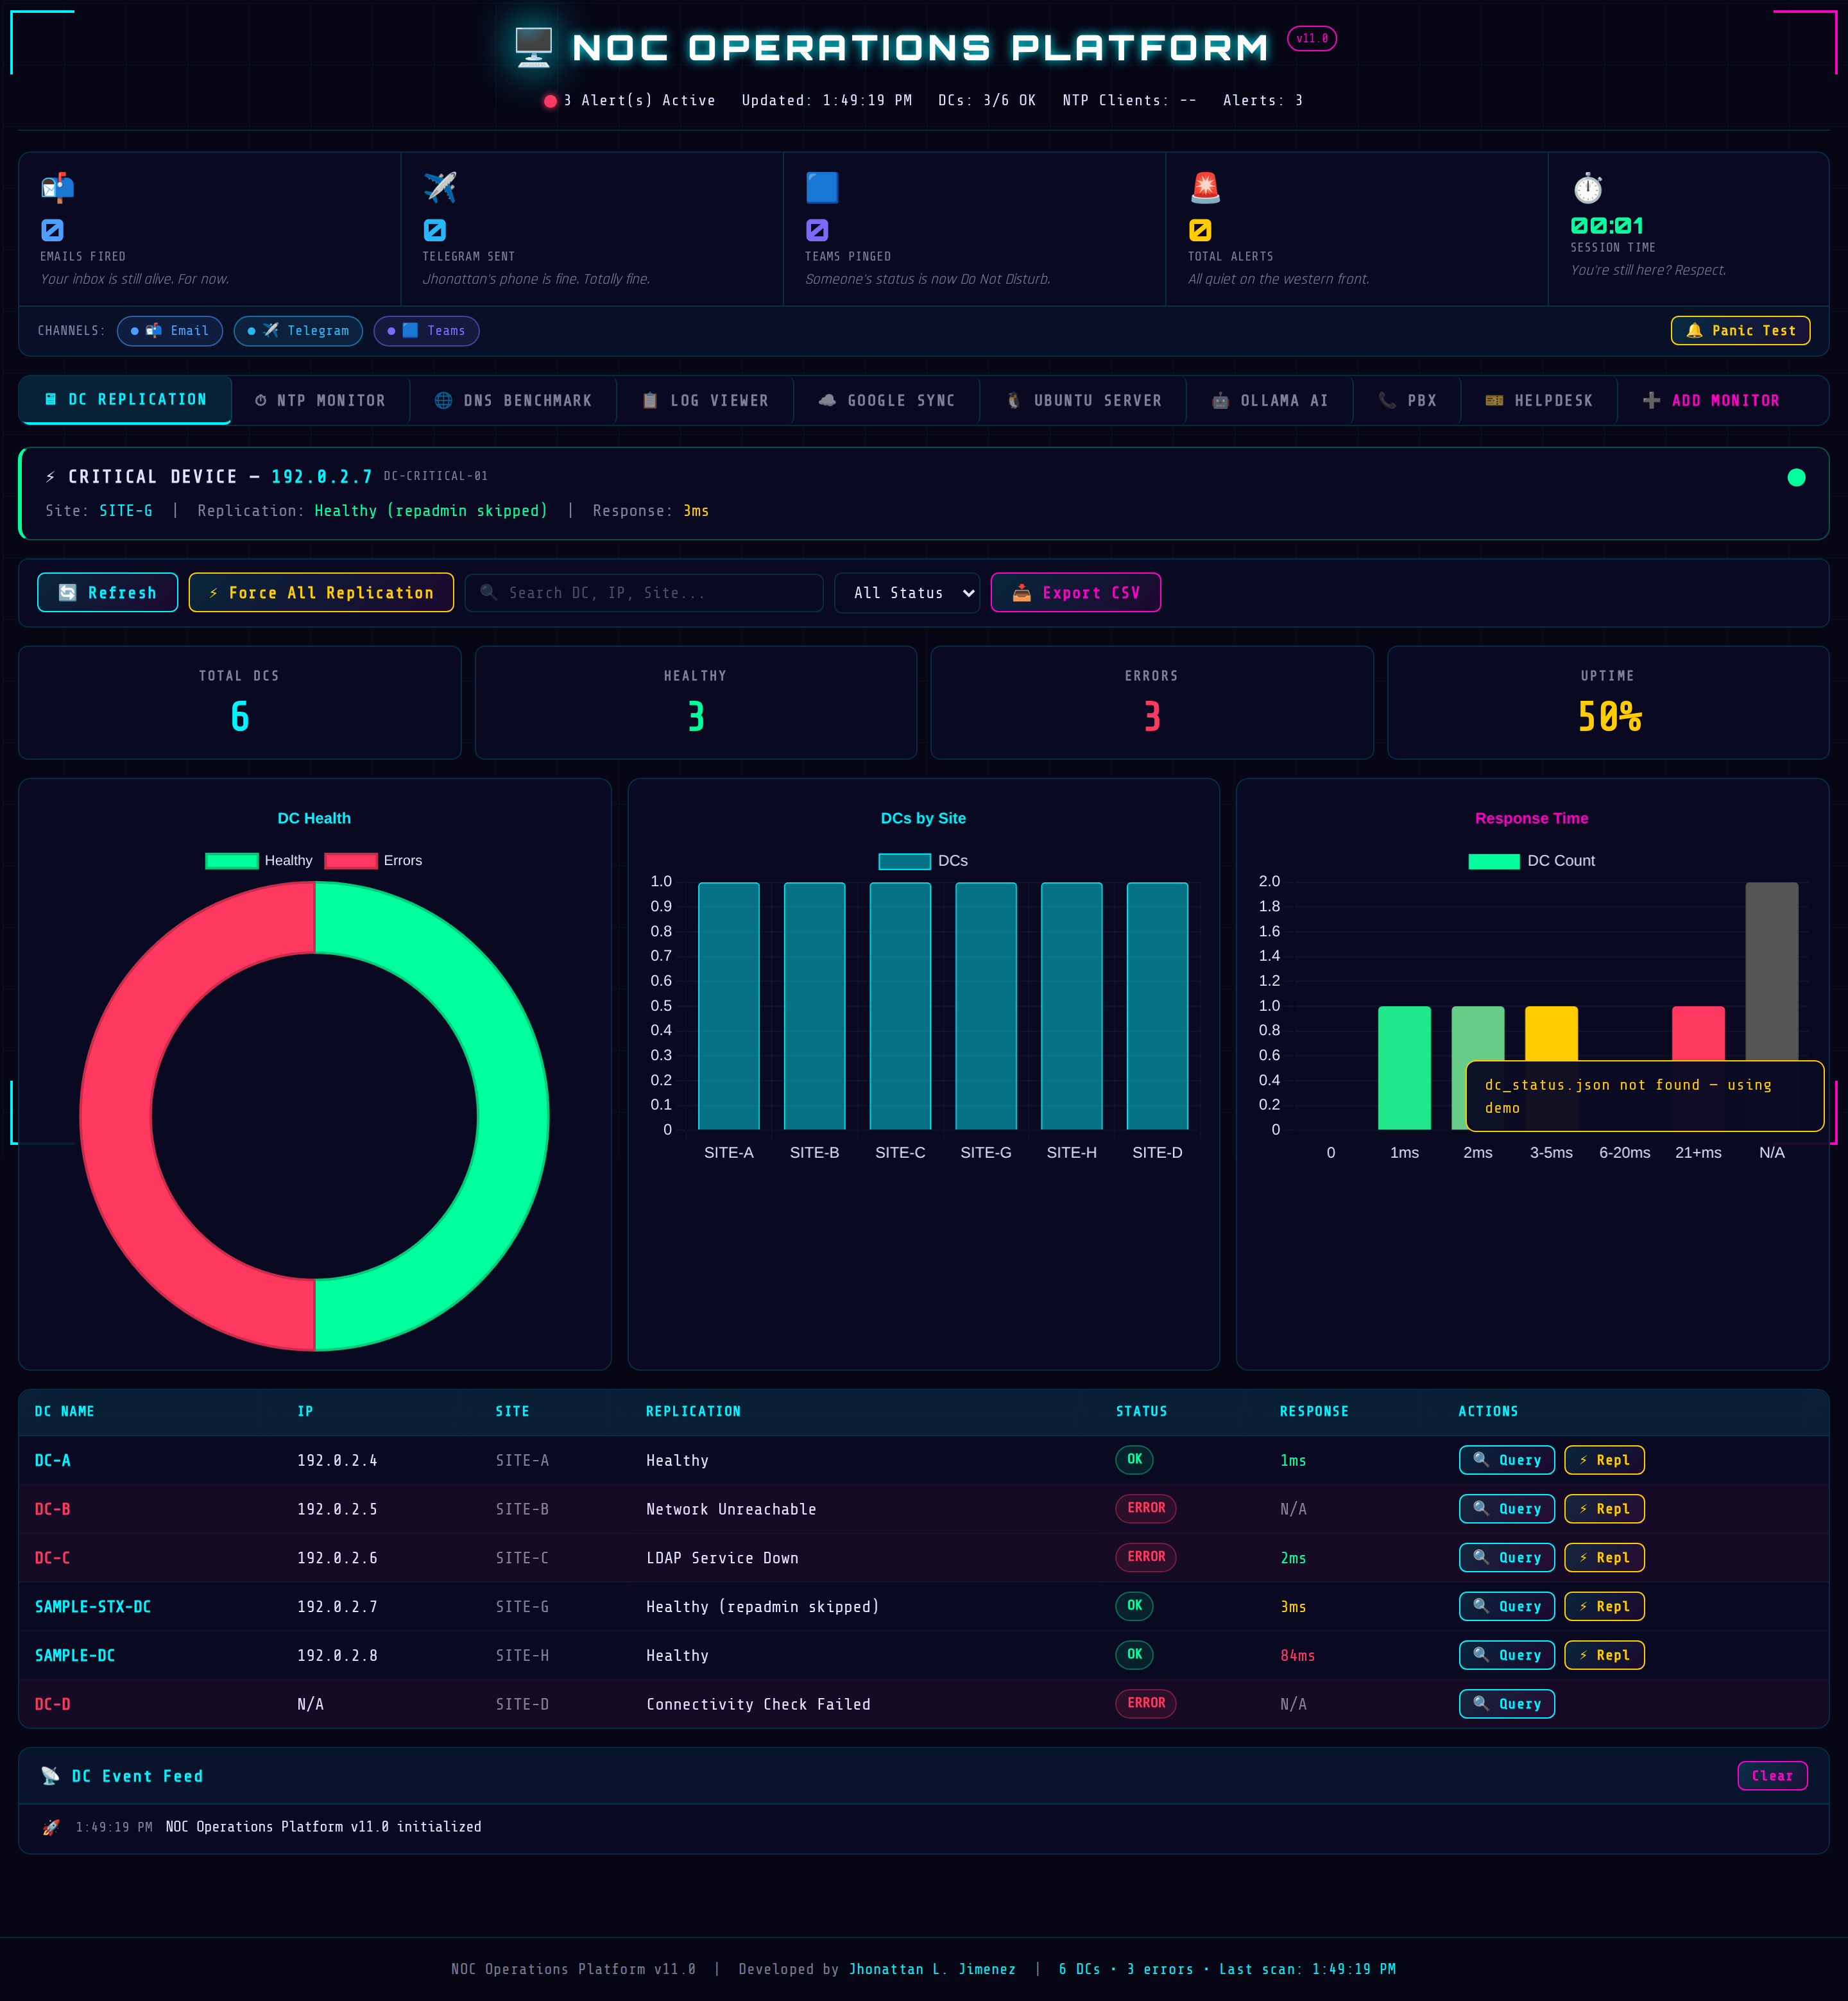 🖥️ NOC OPERATIONS PLATFORM v11.0
3 Alert(s) Active Updated: 1:49:19 PM DCs: 3/6 OK NTP Clients: -- Alerts: 3
0
EMAILS FIRED
Your inbox is still alive. For now.
0
TELEGRAM SENT
Jhonattan's phone is fine. Totally fine.
0
TEAMS PINGED
Someone's status is now Do Not Disturb.
0
TOTAL ALERTS
All quiet on the western front.
00:01
SESSION TIME
You're still here? Respect.
CHANNELS: Email Telegram Teams Panic Test
DC REPLICATION NTP MONITOR DNS BENCHMARK LOG VIEWER GOOGLE SYNC UBUNTU SERVER OLLAMA AI PBX HELPDESK ADD MONITOR
⚡ CRITICAL DEVICE — 192.0.2.7 DC-CRITICAL-01
Site: SITE-G | Replication: Healthy (repadmin skipped) | Response: 3ms
Refresh ⚡ Force All Replication Search DC, IP, Site... All Status Export CSV
TOTAL DCS
6
HEALTHY
3
ERRORS
3
UPTIME
50%
DC Health
Healthy Errors
DCs by Site
DCs
1.0
0.9
0.8
0.7
0.6
0.5
0.4
0.3
0.2
0.1
0
SITE-A SITE-B SITE-C SITE-G SITE-H SITE-D
Response Time
DC Count
2.0
1.8
1.6
1.4
1.2
1.0
0.8
0.6
0.4
0.2
0
0 1ms 2ms 3-5ms 6-20ms 21+ms N/A
dc_status.json not found — using
demo
DC NAME IP SITE REPLICATION STATUS RESPONSE ACTIONS
DC-A 192.0.2.4 SITE-A Healthy OK 1ms Query ⚡ Repl
DC-B 192.0.2.5 SITE-B Network Unreachable ERROR N/A Query ⚡ Repl
DC-C 192.0.2.6 SITE-C LDAP Service Down ERROR 2ms Query ⚡ Repl
SAMPLE-STX-DC 192.0.2.7 SITE-G Healthy (repadmin skipped) OK 3ms Query ⚡ Repl
SAMPLE-DC 192.0.2.8 SITE-H Healthy OK 84ms Query ⚡ Repl
DC-D N/A SITE-D Connectivity Check Failed ERROR N/A Query
DC Event Feed Clear
1:49:19 PM NOC Operations Platform v11.0 initialized
NOC Operations Platform v11.0 | Developed by Jhonattan L. Jimenez | 6 DCs • 3 errors • Last scan: 1:49:19 PM